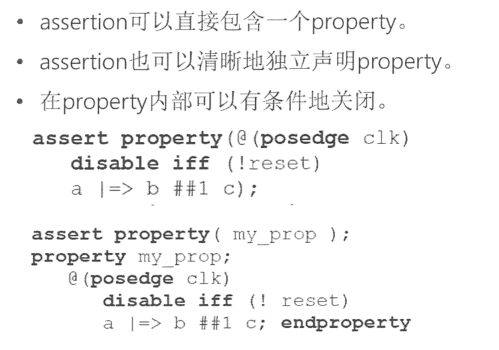 • assertion可以直接包含一个property。
• assertion也可以清晰地独立声明property。
• 在property内部可以有条件地关闭。
assert property(@(posedge clk)
disable iff (!reset)
a |=> b ##1 c);
assert property( my_prop );
property my_prop;
@(posedge clk)
disable iff (! reset)
a |=> b ##1 c; endproperty